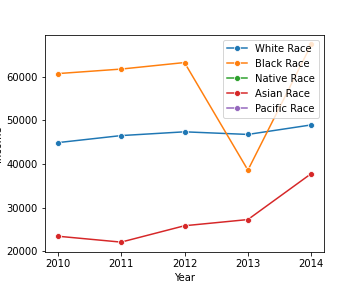 White Race
Black Race
Native Race
Asian Race
Pacific Race
60000
50000
40000
30000
20000
2010
2011
2012
2013
2014
Year